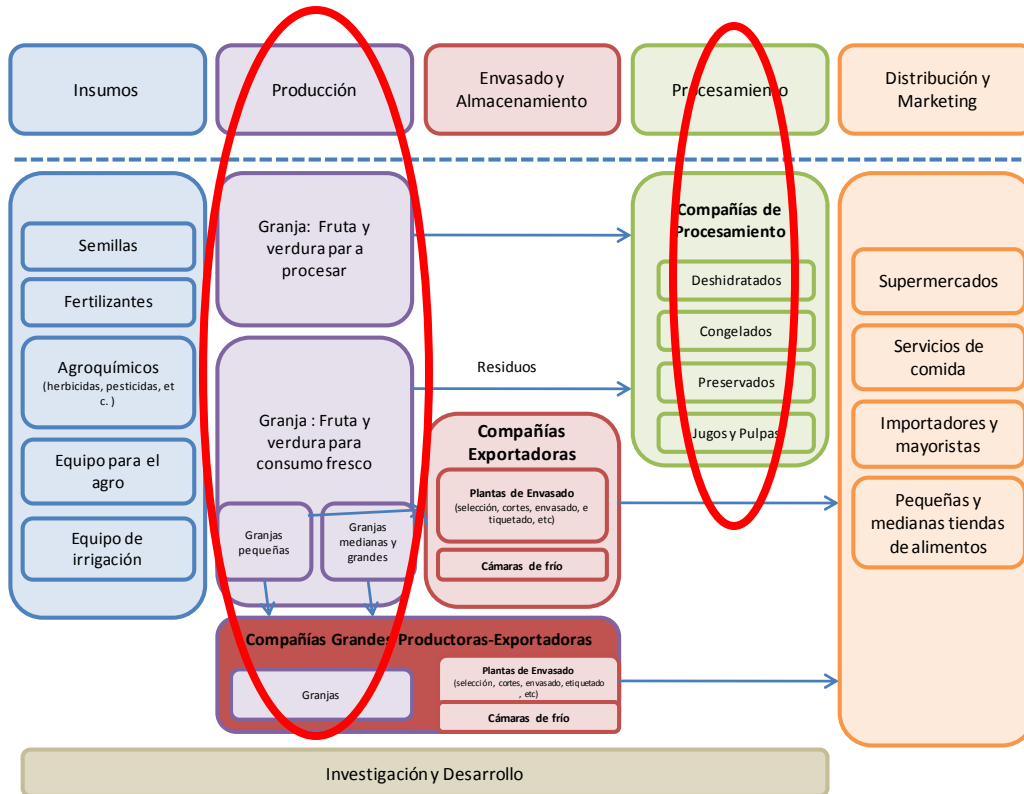 Insumos
Producción
Envasado y
Almacenamiento
Procesamiento
Distribución y
Marketing
Semillas
Fertilizantes
Agroquímicos
(herbicidas, pesticidas, et
c. )
Equipo para el
agro
Equipo de
irrigación
Granja: Fruta y
verdura par a
procesar
Granja : Fruta y
verdura para
consumo fresco
Granjas
pequeñas
Granjas
medianas y
grandes
Residuos
Compañías
Exportadoras
Plantas de Envasado
(selección, cortes, envasado, e
tiquetado, etc)
Cámaras de frío
Compañías Grandes Productoras-Exportadoras
Granjas
Plantas de Envasado
(selección, cortes, envasado, etiquetado
, etc)
Cámaras de frío
Compañías de
Procesamiento
Deshidratados
Congelados
Preservados
Jugos y Pulpas
Supermercados
Servicios de
comida
Importadores y
mayoristas
Pequeñas y
medianas tiendas
de alimentos
Investigación y Desarrollo